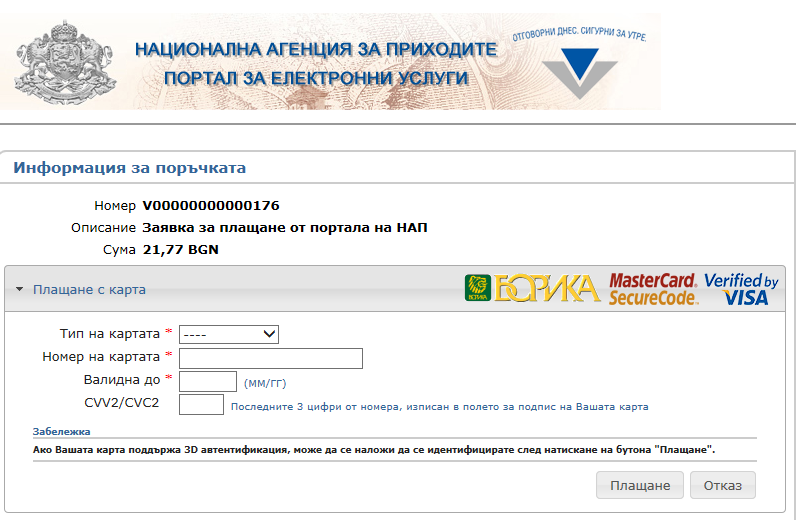 НАЦИОНАЛНА АГЕНЦИЯ ЗА ПРИХОДИТЕ
ПОРТАЛ ЗА ЕЛЕКТРОННИ УСЛУГИ
ОТГОВОРНИ ДНЕС. СИГУРНИ ЗА УТРЕ.
Информация за поръчката
Номер V00000000000176
Описание Заявка за плащане от портала на НАП
Сума 21,77 BGN
Плащане с карта
БОРИКА БОРИКА MasterCard. SecureCode. Verified by VISA
Тип на картата * ----
Номер на картата *
Валидна до * (мм/гг)
CVV2/CVC2 Последните 3 цифри от номера, изписан в полето за подпис на Вашата карта
Забележка
Ако Вашата карта поддържа 3D автентификация, може да се наложи да се идентифицирате след натискане на бутона "Плащане".
Плащане Отказ